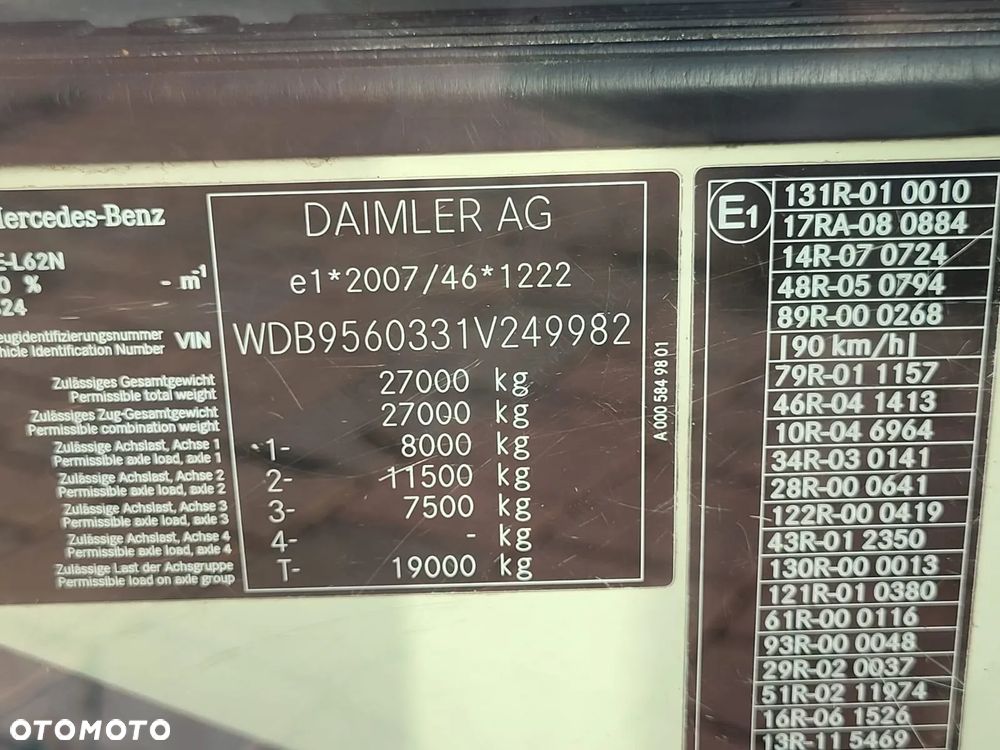 Mercedes-Benz
E-L62N
0 % - m-1
624
DAIMLER AG
e1*2007/46*1222
zeugidentifizierungsnummer
hicle Identification Number
VIN WDB9560331V249982
Zulässiges Gesamtgewicht
Permissible total weight
27000 kg
Zulässiges Zug-Gesamtgewicht
Permissible combination weight
27000 kg
Zulässige Achslast, Achse 1
Permissible axle load, axle 1
1- 8000 kg
Zulässige Achslast, Achse 2
Permissible axle load, axle 2
2- 11500 kg
Zulässige Achslast, Achse 3
Permissible axle load, axle 3
3- 7500 kg
Zulässige Achslast, Achse 4
Permissible axle load, axle 4
4- - kg
Zulässige Last der Achsgruppe
Permissible load on axle group
T- 19000 kg
A 000 584 98 01
E1
131R-01 0010
17RA-08 0884
14R-07 0724
48R-05 0794
89R-00 0268
|90 km/h|
79R-01 1157
46R-04 1413
10R-04 6964
34R-03 0141
28R-00 0641
122R-00 0419
43R-01 2350
130R-00 0013
121R-01 0380
61R-00 0116
93R-00 0048
29R-02 0037
51R-02 11974
16R-06 1526
13R-11 5469
OTOMOTO